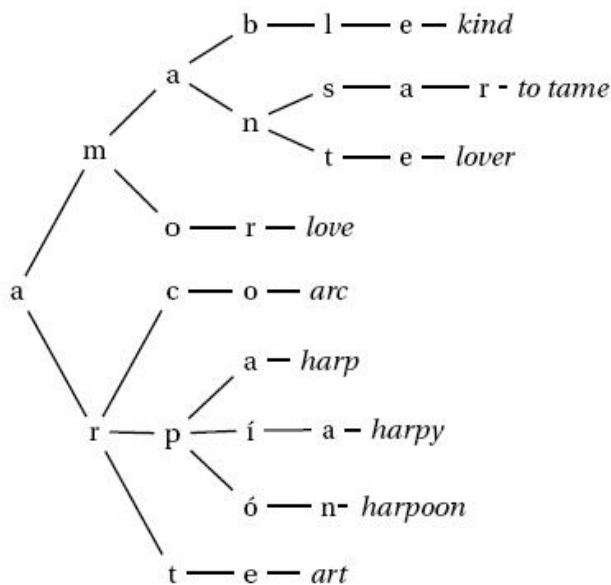 b l e kind
a
s a r to tame
n
m
t e lover
o r love
a
c o arc
a harp
r p í a harpy
ó n harpoon
t e art